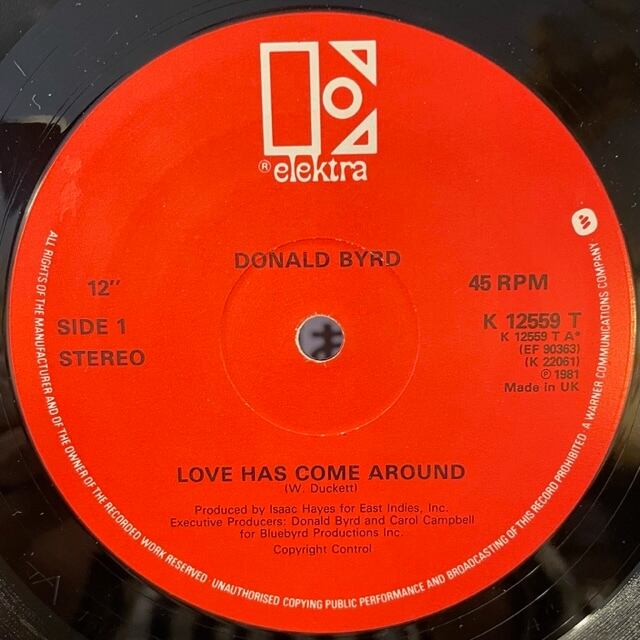 ® elektra
DONALD BYRD
12"
SIDE 1
STEREO
45 RPM
K 12559 T
K 12559 T A*
(EF 90363)
(K 22061)
℗ 1981
Made in UK
LOVE HAS COME AROUND
(W. Duckett)
Produced by Isaac Hayes for East Indies, Inc.
Executive Producers: Donald Byrd and Carol Campbell
for Bluebyrd Productions Inc.
Copyright Control
ALL RIGHTS OF THE MANUFACTURER AND OF THE OWNER OF THE RECORDED WORK RESERVED UNAUTHORISED COPYING PUBLIC PERFORMANCE AND BROADCASTING OF THIS RECORD PROHIBITED A WARNER COMMUNICATIONS COMPANY